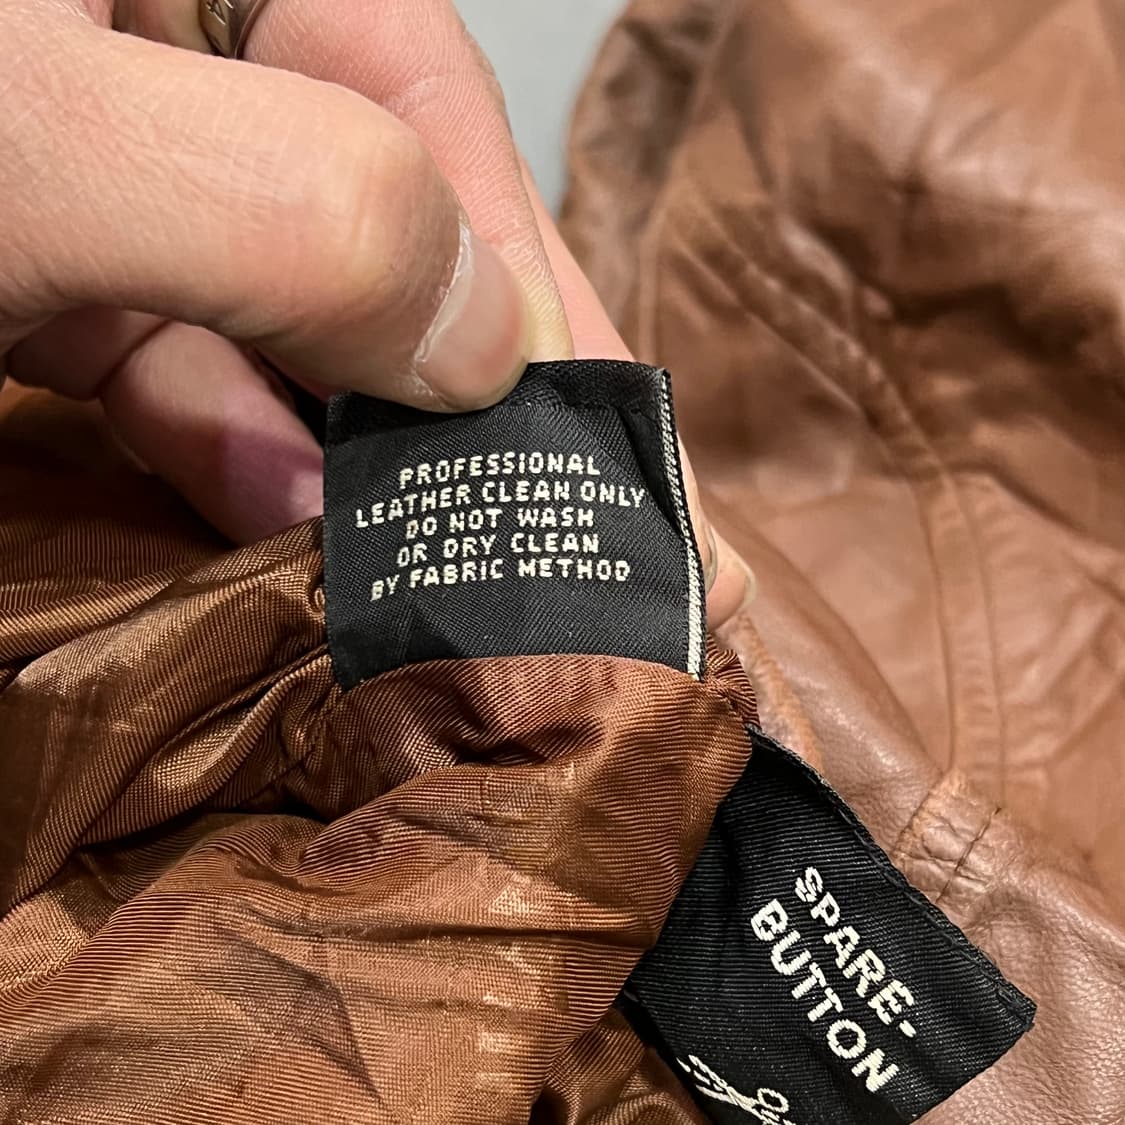 PROFESSIONAL
LEATHER CLEAN ONLY
DO NOT WASH
OR DRY CLEAN
BY FABRIC METHOD
SPARE-
BUTTON